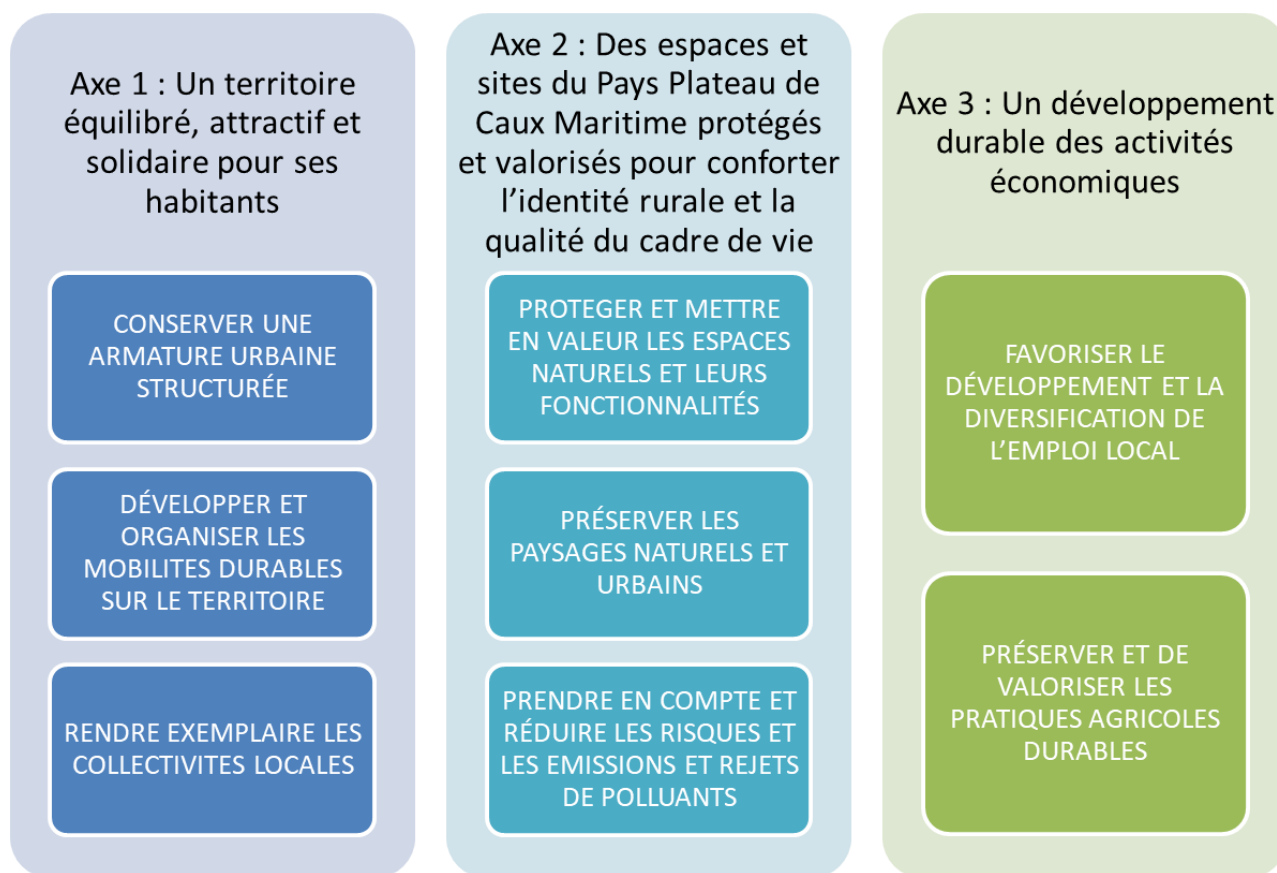 Axe 1 : Un territoire
équilibré, attractif et
solidaire pour ses
habitants
CONSERVER UNE
ARMATURE URBAINE
STRUCTURÉE
DÉVELOPPER ET
ORGANISER LES
MOBILITES DURABLES
SUR LE TERRITOIRE
RENDRE EXEMPLAIRE LES
COLLECTIVITES LOCALES
Axe 2 : Des espaces et
sites du Pays Plateau de
Caux Maritime protégés
et valorisés pour conforter
l’identité rurale et la
qualité du cadre de vie
PROTEGER ET METTRE
EN VALEUR LES ESPACES
NATURELS ET LEURS
FONCTIONNALITÉS
PRÉSERVER LES
PAYSAGES NATURELS ET
URBAINS
PRENDRE EN COMPTE ET
RÉDUIRE LES RISQUES ET
LES EMISSIONS ET REJETS
DE POLLUANTS
Axe 3 : Un développement
durable des activités
économiques
FAVORISER LE
DÉVELOPPEMENT ET LA
DIVERSIFICATION DE
L’EMPLOI LOCAL
PRÉSERVER ET DE
VALORISER LES
PRATIQUES AGRICOLES
DURABLES